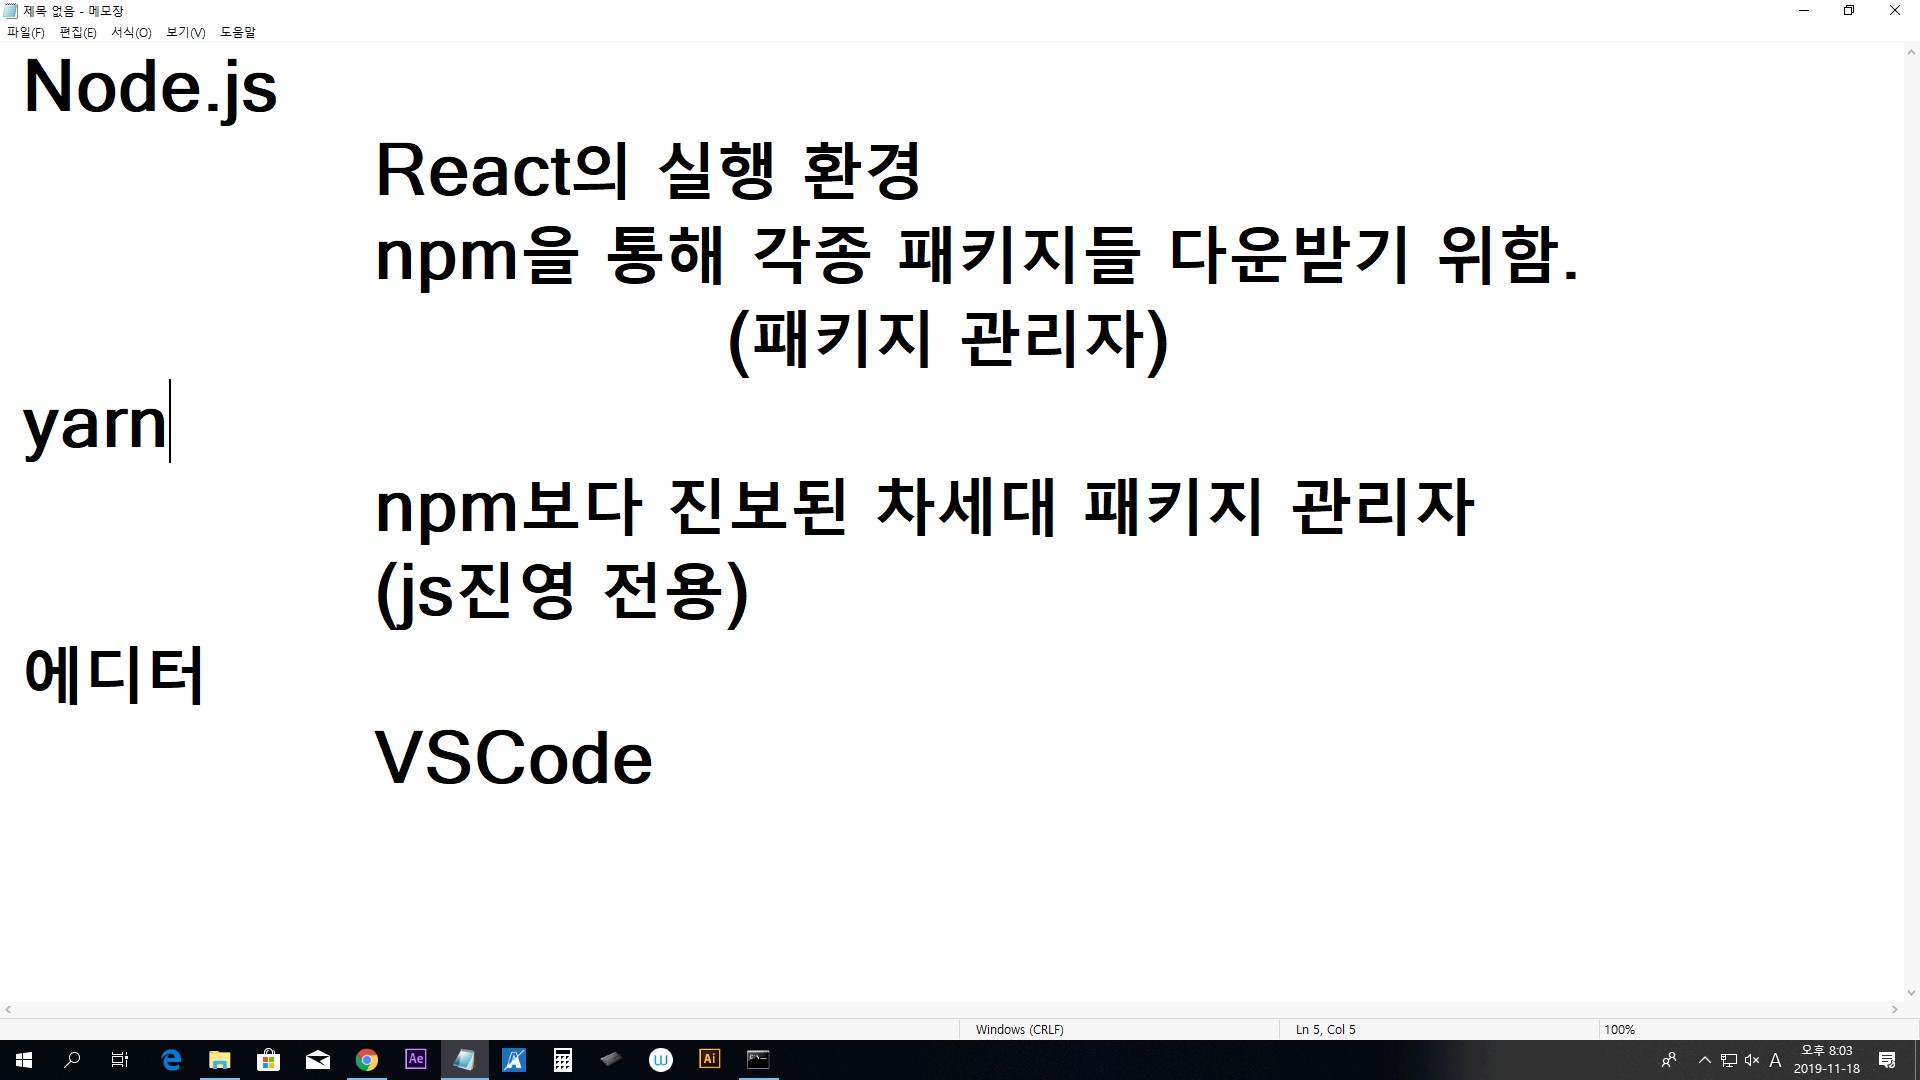 제목 없음 - 메모장
파일(F) 편집(E) 서식(O) 보기(V) 도움말
Node.js
React의 실행 환경
npm을 통해 각종 패키지들 다운받기 위함.
(패키지 관리자)
yarn
npm보다 진보된 차세대 패키지 관리자
(js진영 전용)
에디터
VSCode
Windows (CRLF) Ln 5, Col 5 100%
Ae
Ai
A
오후 8:03
2019-11-18